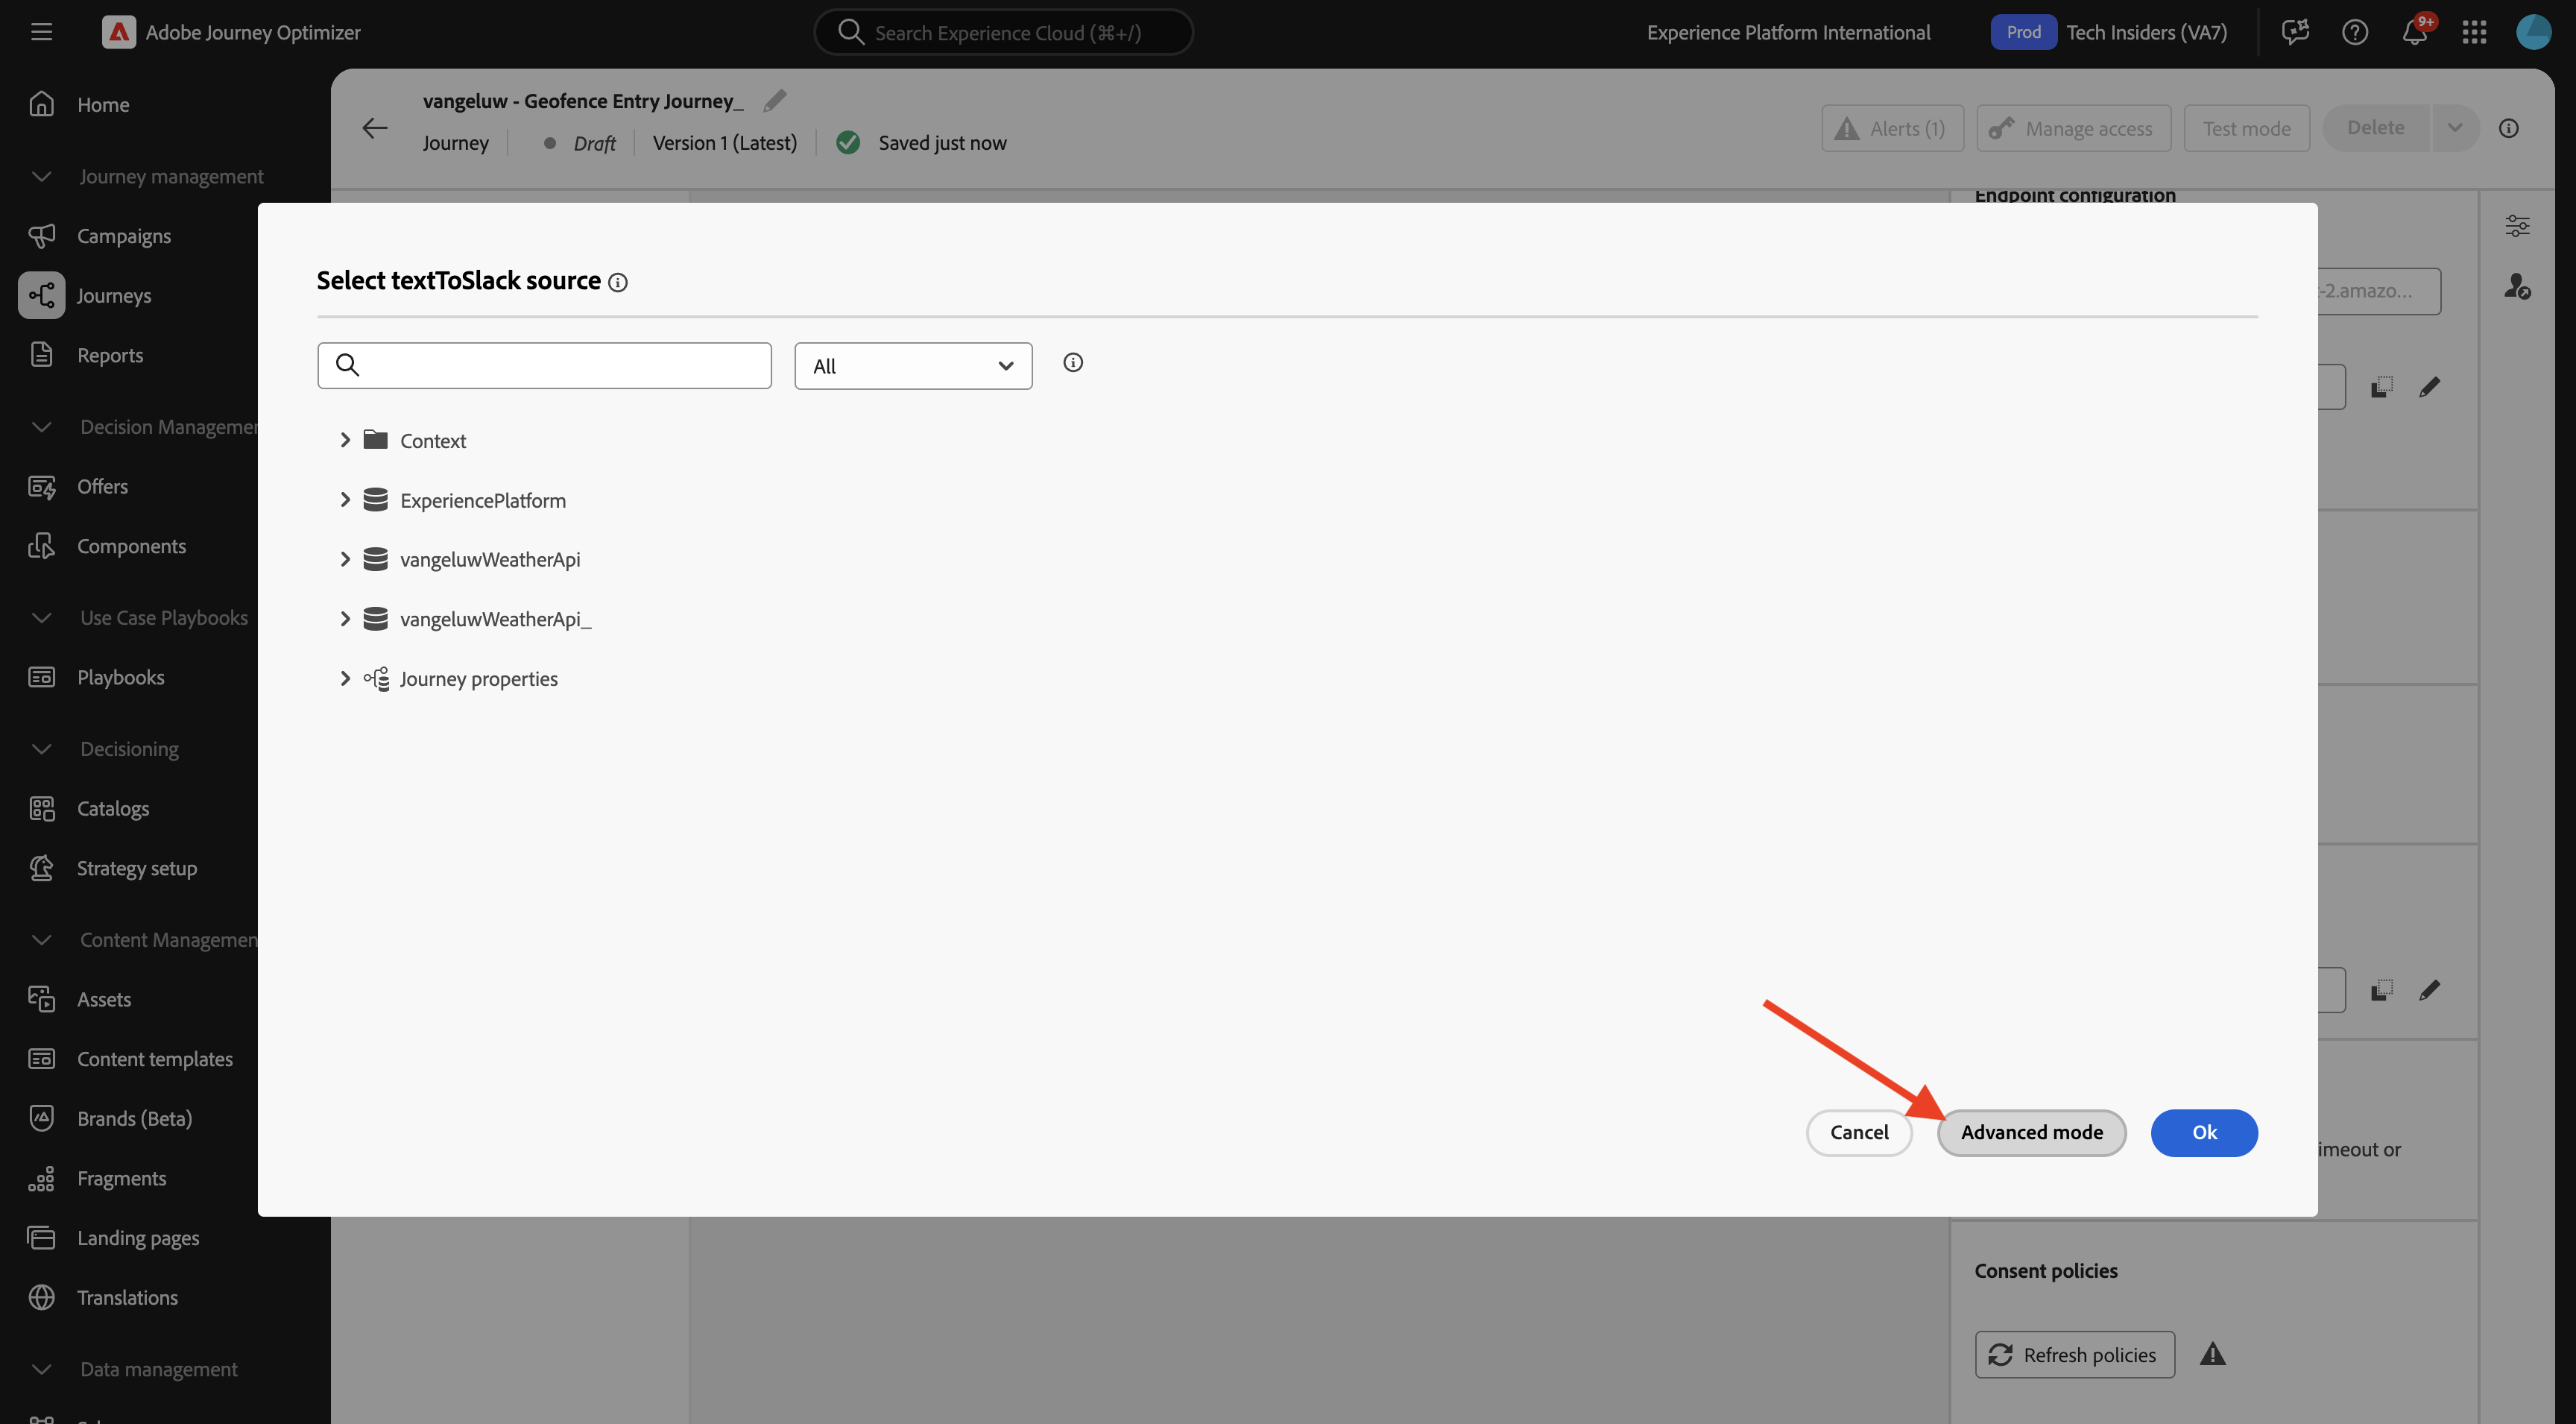 Adobe Journey Optimizer
Search Experience Cloud (⌘+/)
Experience Platform International
Prod
Tech Insiders (VA7)
9+
Home
Journey management
Campaigns
Journeys
Reports
Decision Managemen
Offers
Components
Use Case Playbooks
Playbooks
Decisioning
Catalogs
Strategy setup
Content Managemen
Assets
Content templates
Brands (Beta)
Fragments
Landing pages
Translations
Data management
vangeluw - Geofence Entry Journey_
Journey
Draft
Version 1 (Latest)
Saved just now
Alerts (1)
Manage access
Test mode
Delete
Endpoint configuration
-2.amazo...
Select textToSlack source
All
Context
ExperiencePlatform
vangeluwWeatherApi
vangeluwWeatherApi_
Journey properties
Cancel
Advanced mode
Ok
imeout or
Consent policies
Refresh policies